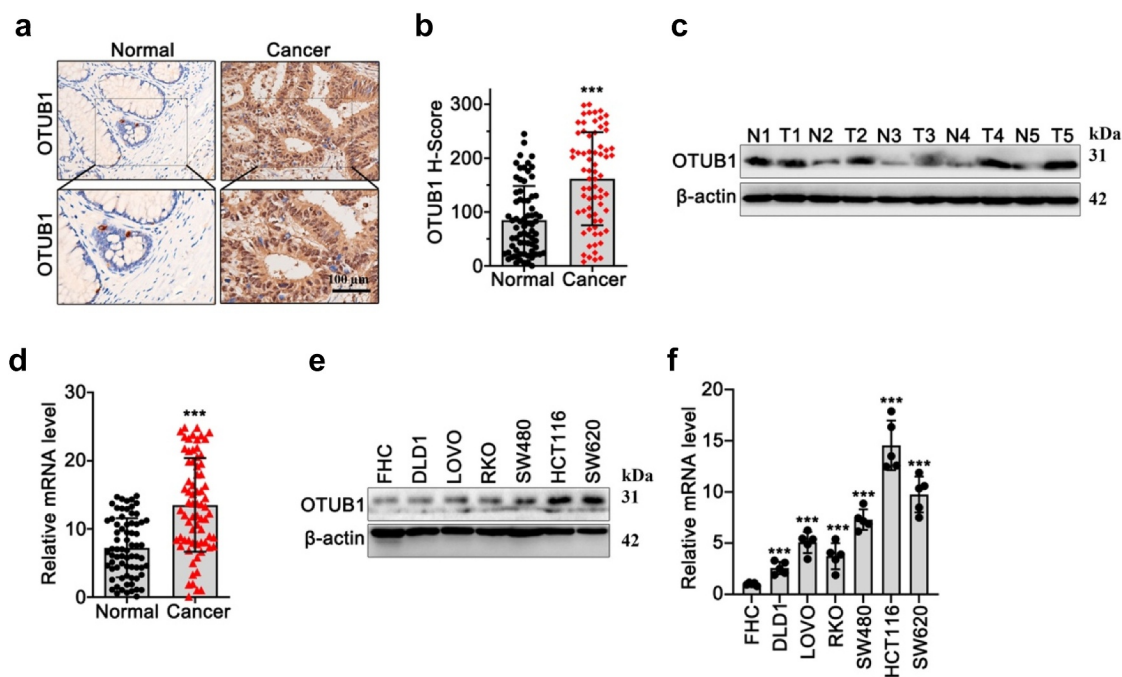 a
Normal Cancer
OTUB1
OTUB1
100 μm
b
***
OTUB1 H-Score
300
200
100
0
Normal Cancer
c
N1 T1 N2 T2 N3 T3 N4 T4 N5 T5 kDa
OTUB1 31
β-actin 42
d
***
Relative mRNA level
30
20
10
0
Normal Cancer
e
FHC DLD1 LOVO RKO SW480 HCT116 SW620 kDa
OTUB1 31
β-actin 42
f
Relative mRNA level
20
15
10
5
0
*** *** *** *** *** ***
FHC DLD1 LOVO RKO SW480 HCT116 SW620